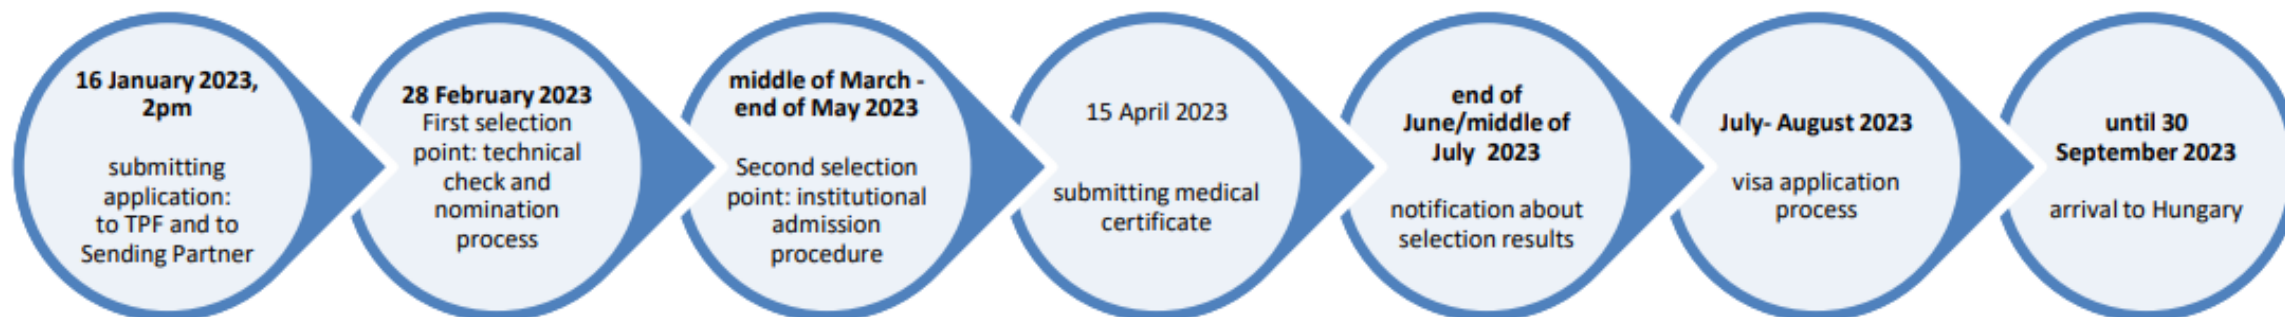 16 January 2023,
2pm
submitting
application:
to TPF and to
Sending Partner
28 February 2023
First selection
point: technical
check and
nomination
process
middle of March -
end of May 2023
Second selection
point: institutional
admission
procedure
15 April 2023
submitting medical
certificate
end of
June/middle of
July 2023
notification about
selection results
July- August 2023
visa application
process
until 30
September 2023
arrival to Hungary